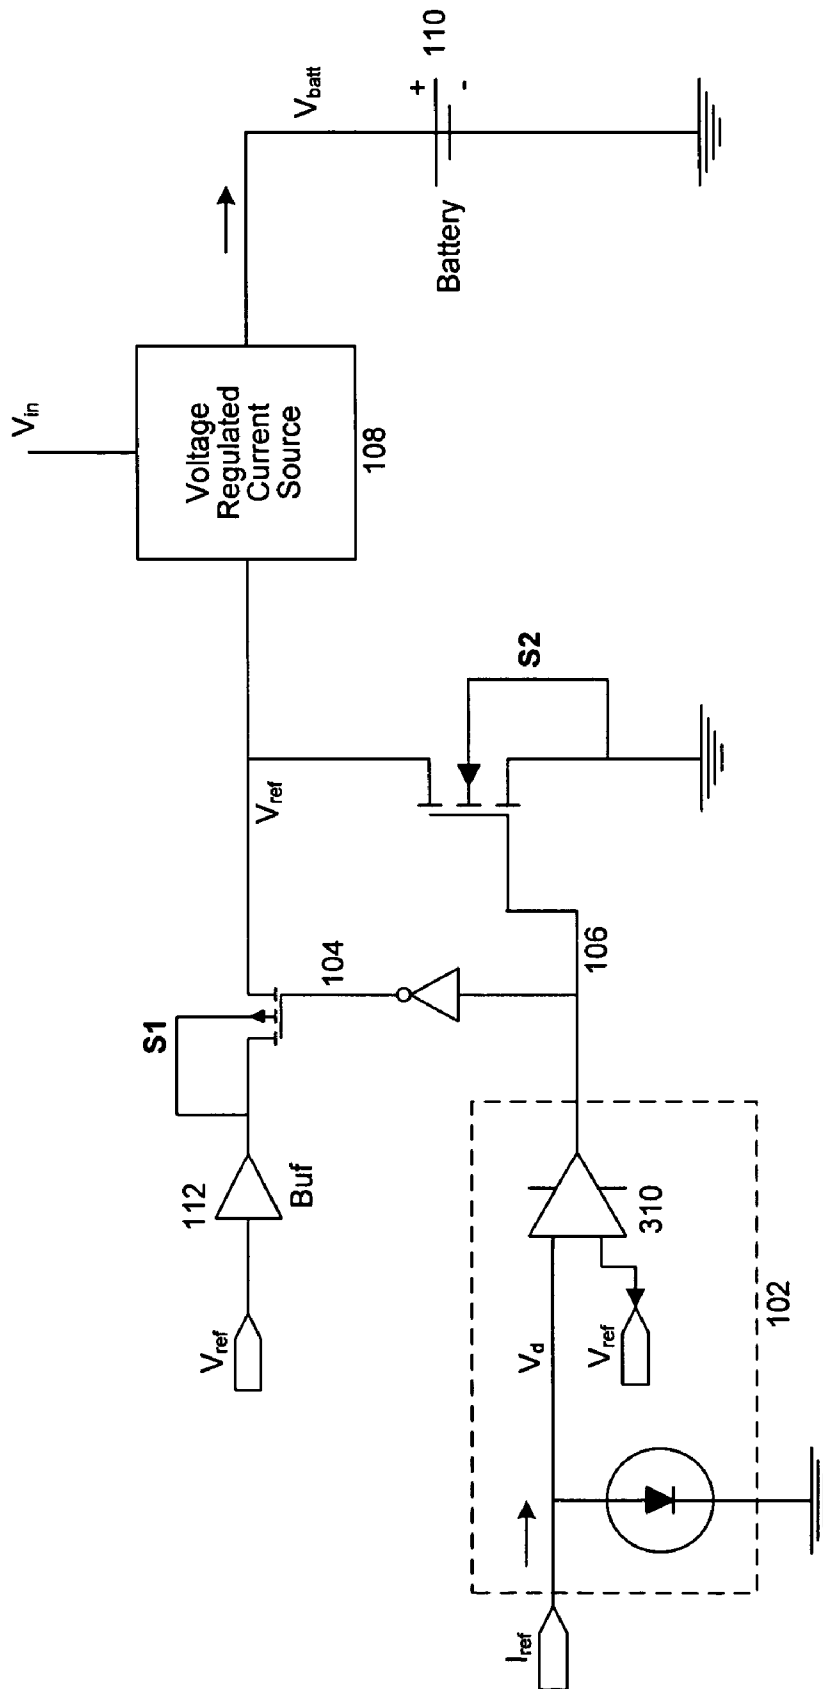 V_in
Voltage
Regulated
Current
Source
108
V_batt
+
-
110
Battery
S1
112
Buf
V_ref
104
V_ref
S2
106
310
V_d
V_ref
102
I_ref